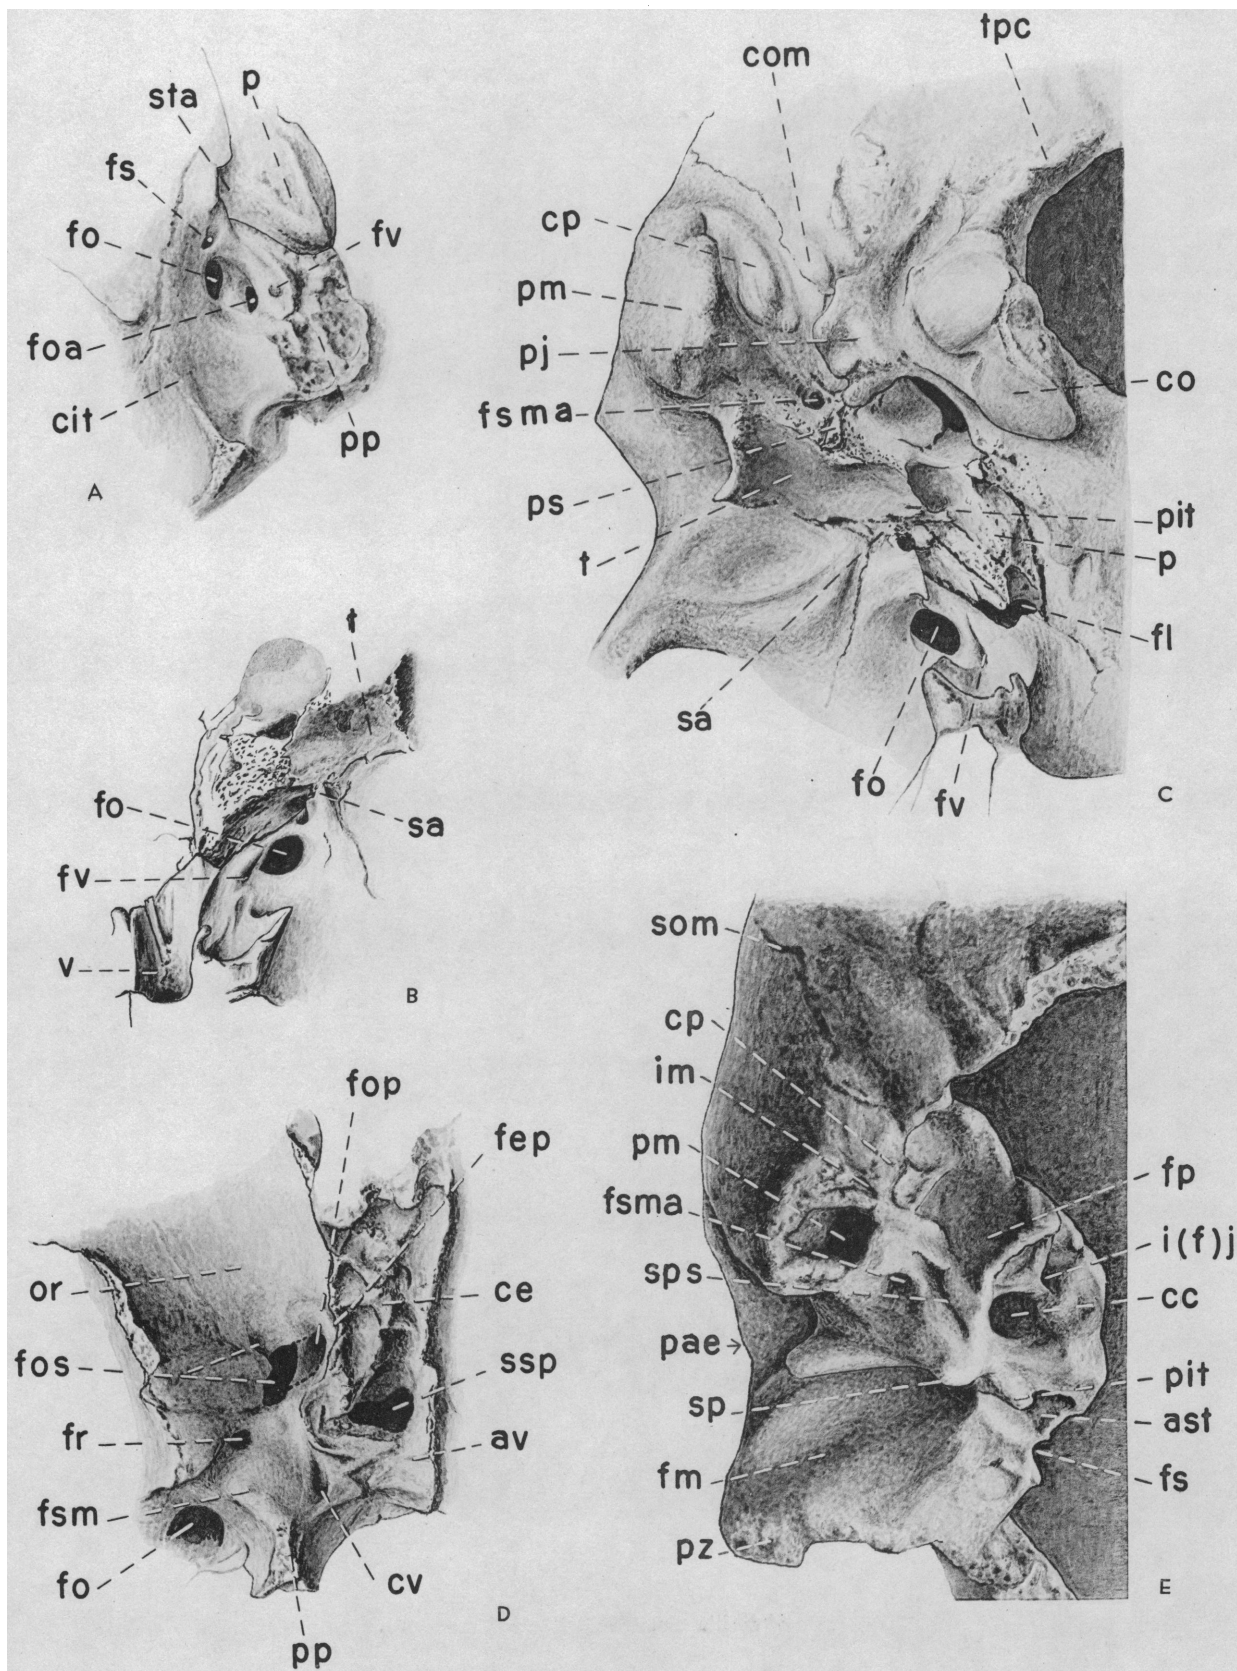 p
sta
fs
fo
fv
foa
cit
pp
A
tpc
com
cp
pm
pj
fsma
co
ps
pit
t
p
fl
sa
fo
fv
C
t
fo
sa
fv
v
B
fop
fep
or
ce
fos
ssp
fr
av
fsm
fo
cv
pp
D
som
cp
im
pm
fp
fsma
i(f)j
sps
cc
pae
pit
sp
ast
fm
fs
pz
E